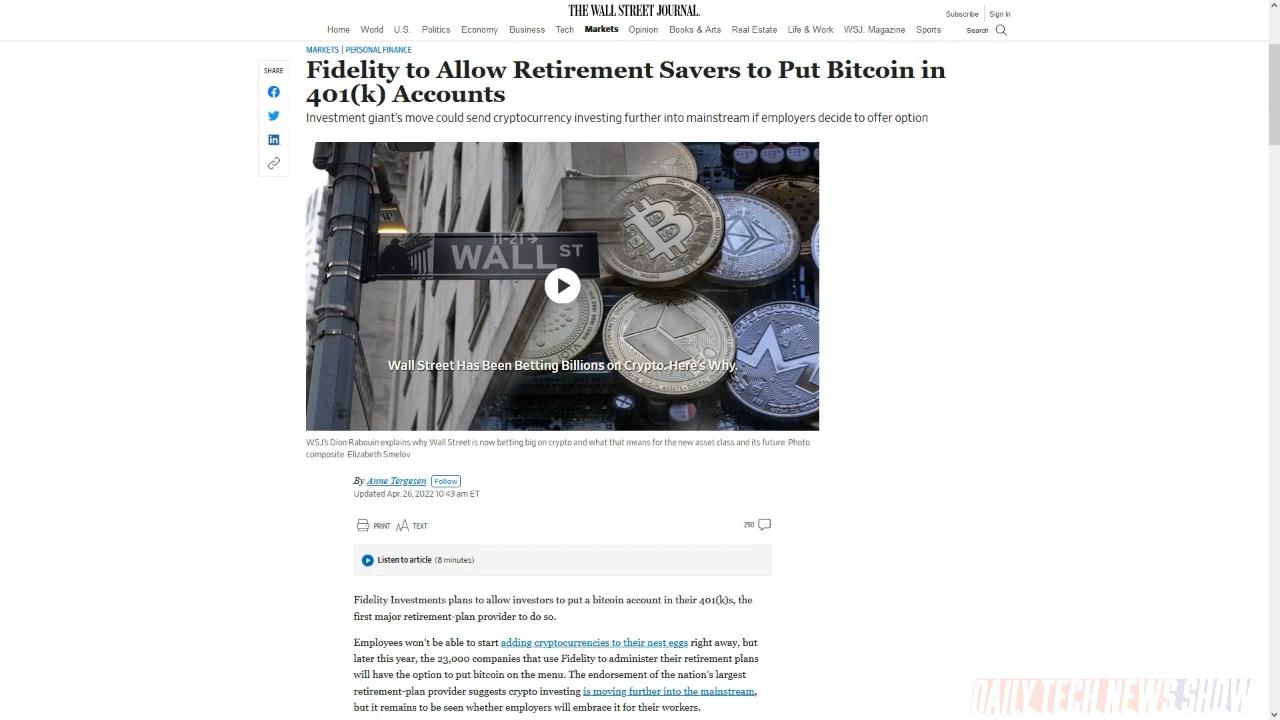 THE WALL STREET JOURNAL.
Subscribe Sign In
Home World U.S. Politics Economy Business Tech Markets Opinion Books & Arts Real Estate Life & Work WSJ. Magazine Sports Search
MARKETS | PERSONAL FINANCE
SHARE
Fidelity to Allow Retirement Savers to Put Bitcoin in
401(k) Accounts
Investment giant's move could send cryptocurrency investing further into mainstream if employers decide to offer option
11-21→
WALL ST
BITCOIN
Wall Street Has Been Betting Billions on Crypto. Here's Why.
WSJ's Dion Rabouin explains why Wall Street is now betting big on crypto and what that means for the new asset class and its future. Photo
composite: Elizabeth Smelov
By Anne Tergesen Follow
Updated Apr. 26, 2022 10:43 am ET
PRINT AA TEXT
250
Listen to article (8 minutes)
Fidelity Investments plans to allow investors to put a bitcoin account in their 401(k)s, the
first major retirement-plan provider to do so.
Employees won't be able to start adding cryptocurrencies to their nest eggs right away, but
later this year, the 23,000 companies that use Fidelity to administer their retirement plans
will have the option to put bitcoin on the menu. The endorsement of the nation's largest
retirement-plan provider suggests crypto investing is moving further into the mainstream,
but it remains to be seen whether employers will embrace it for their workers.
DAILY TECH NEWS SHOW